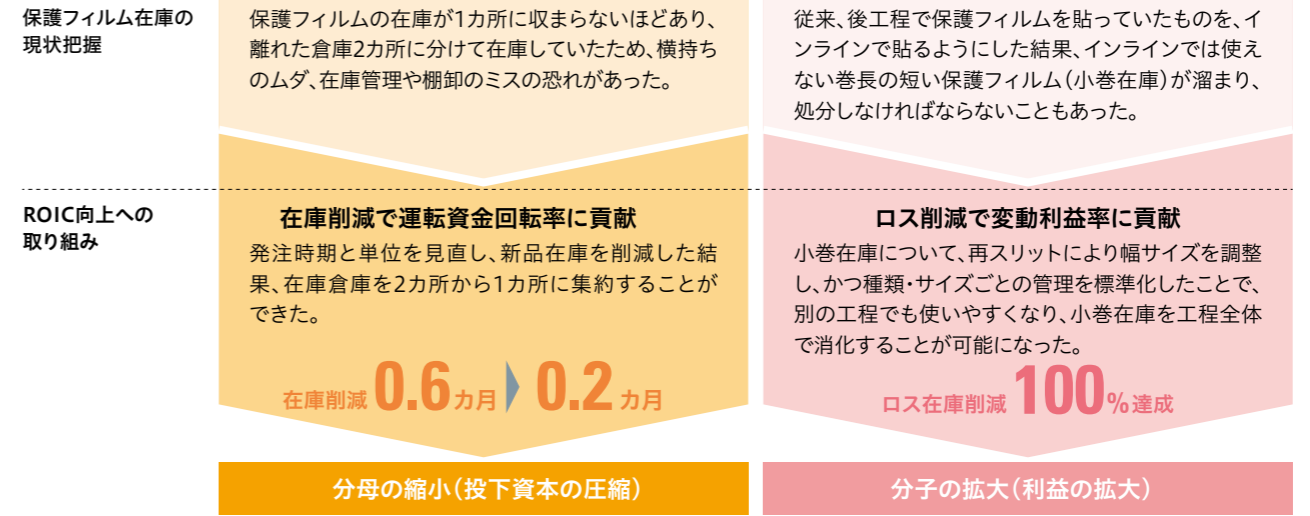 保護フィルム在庫の
現状把握
保護フィルムの在庫が1カ所に収まらないほどあり、
離れた倉庫2カ所に分けて在庫していたため、横持ち
のムダ、在庫管理や棚卸のミスの恐れがあった。
従来、後工程で保護フィルムを貼っていたものを、イ
ンラインで貼るようにした結果、インラインでは使え
ない巻長の短い保護フィルム（小巻在庫）が溜まり、
処分しなければならないこともあった。
ROIC向上への
取り組み
在庫削減で運転資金回転率に貢献
発注時期と単位を見直し、新品在庫を削減した結
果、在庫倉庫を2カ所から1カ所に集約することが
できた。
在庫削減 0.6カ月 0.2カ月
ロス削減で変動利益率に貢献
小巻在庫について、再スリットにより幅サイズを調整
し、かつ種類・サイズごとの管理を標準化したことで、
別の工程でも使いやすくなり、小巻在庫を工程全体
で消化することが可能になった。
ロス在庫削減 100%達成
分母の縮小（投下資本の圧縮）
分子の拡大（利益の拡大）